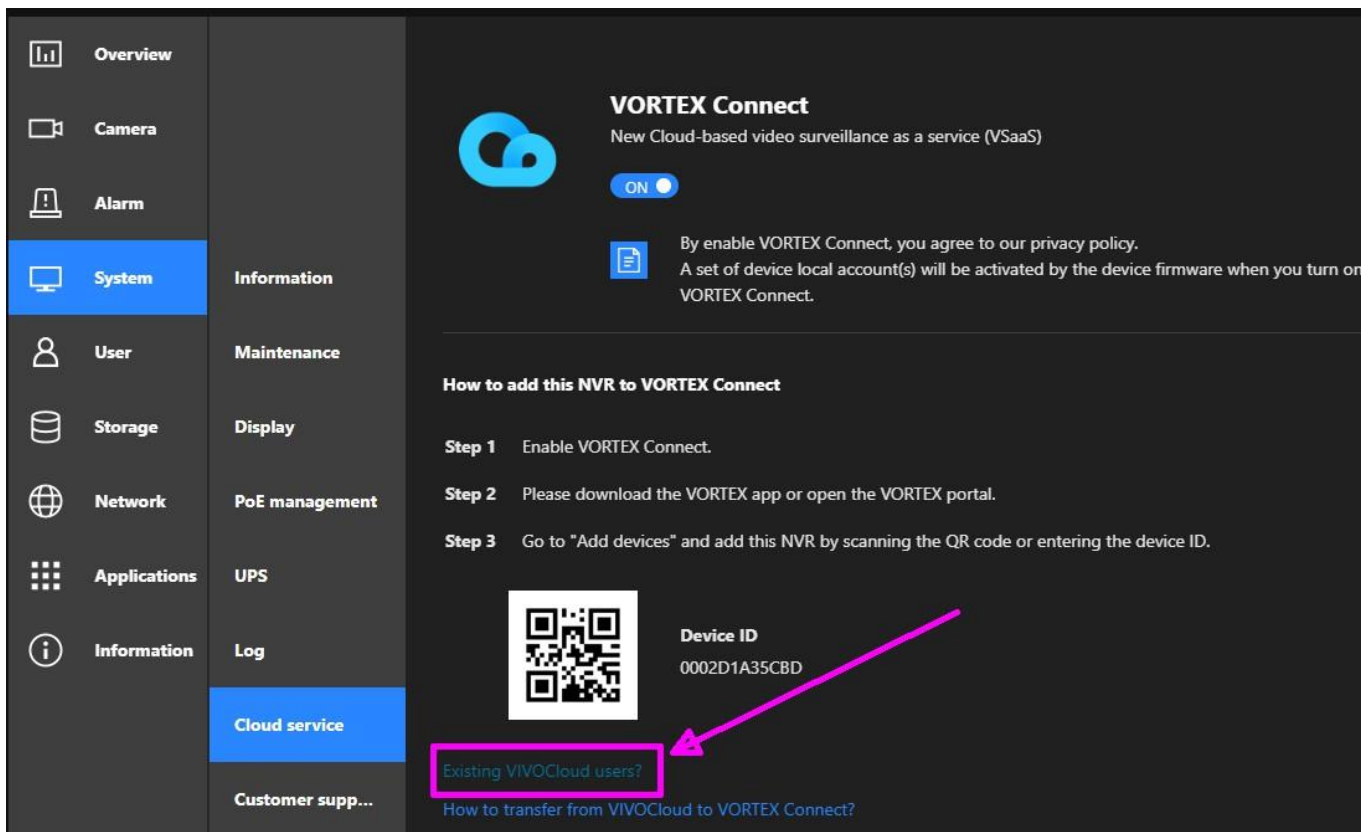 Overview
Camera
Alarm
System
User
Storage
Network
Applications
Information
Information
Maintenance
Display
PoE management
UPS
Log
Cloud service
Customer supp...
VORTEX Connect
New Cloud-based video surveillance as a service (VSaaS)
ON
By enable VORTEX Connect, you agree to our privacy policy.
A set of device local account(s) will be activated by the device firmware when you turn on
VORTEX Connect.
How to add this NVR to VORTEX Connect
Step 1 Enable VORTEX Connect.
Step 2 Please download the VORTEX app or open the VORTEX portal.
Step 3 Go to "Add devices" and add this NVR by scanning the QR code or entering the device ID.
Device ID
0002D1A35CBD
Existing VIVOCloud users?
How to transfer from VIVOCloud to VORTEX Connect?